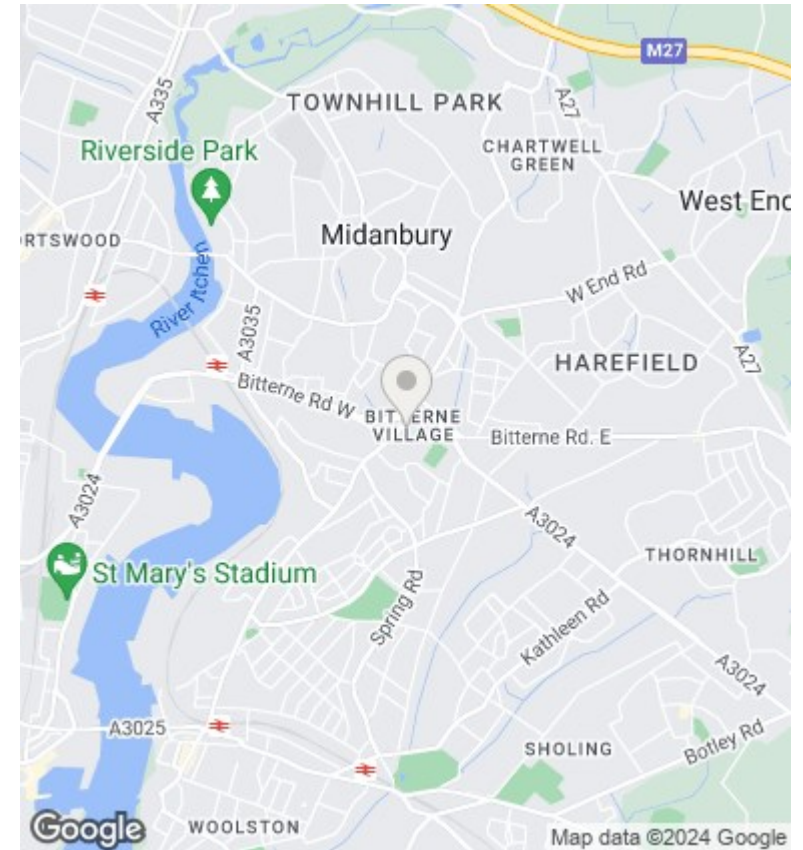 M27
A335
TOWNHILL PARK
A27
CHARTWELL
GREEN
Riverside Park
West End
ORTSWOOD
Midanbury
River Itchen
W End Rd
A3035
HAREFIELD
A27
Bitterne Rd W
BITTERNE
VILLAGE
Bitterne Rd. E
A3024
A3024
THORNHILL
St Mary's Stadium
Spring Rd
Kathleen Rd
A3024
A3025
SHOLING
Botley Rd
WOOLSTON
Google
Map data ©2024 Google